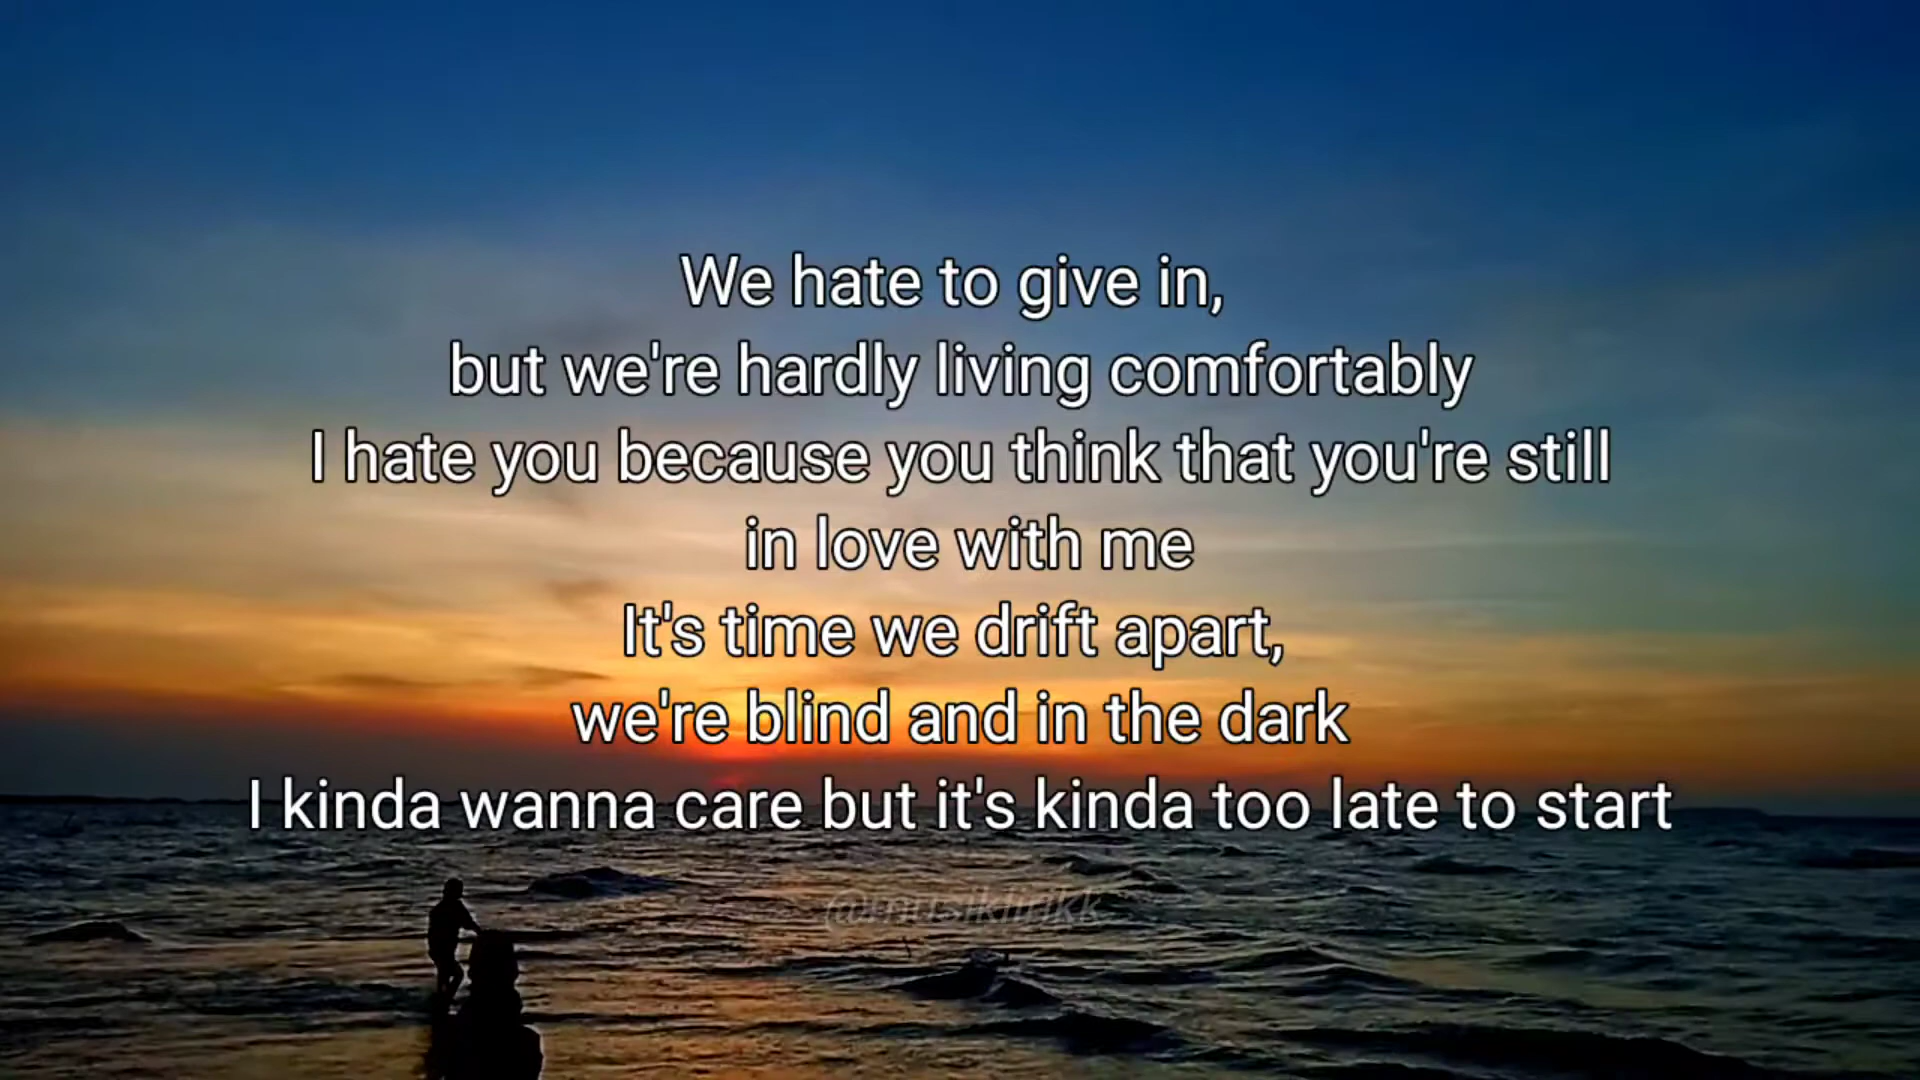 We hate to give in,
but we're hardly living comfortably
I hate you because you think that you're still
in love with me
It's time we drift apart,
we're blind and in the dark
I kinda wanna care but it's kinda too late to start
@musiklirikk